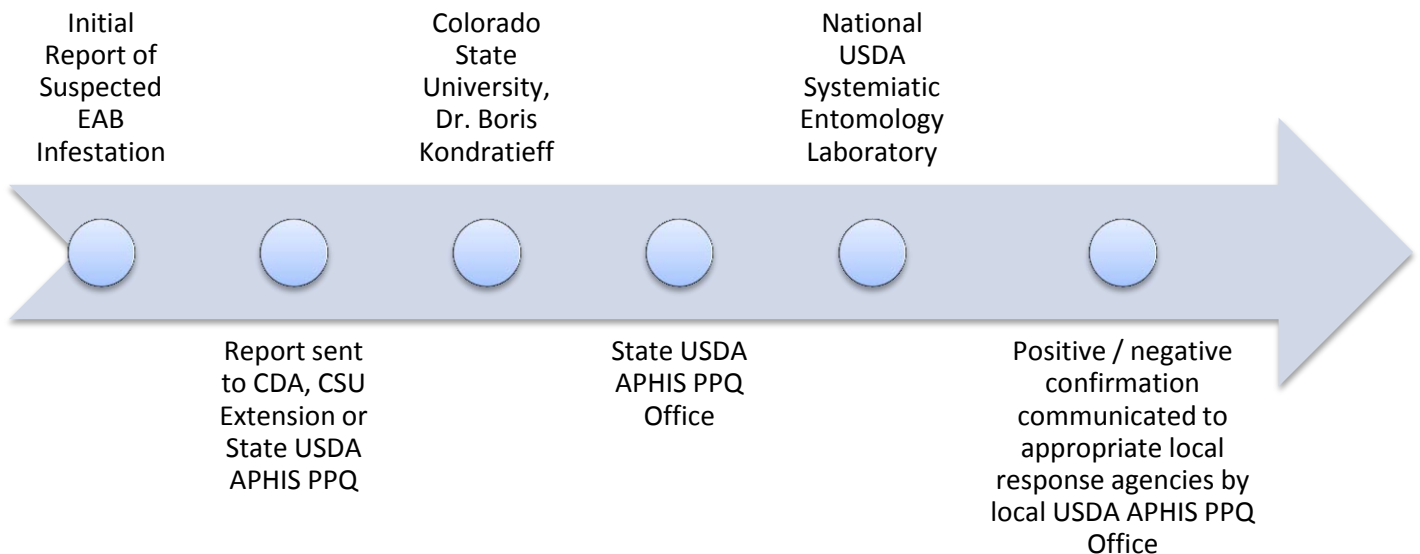 Initial
Report of
Suspected
EAB
Infestation
Report sent
to CDA, CSU
Extension or
State USDA
APHIS PPQ
Colorado
State
University,
Dr. Boris
Kondratieff
State USDA
APHIS PPQ
Office
National
USDA
Systemiatic
Entomology
Laboratory
Positive / negative
confirmation
communicated to
appropriate local
response agencies by
local USDA APHIS PPQ
Office